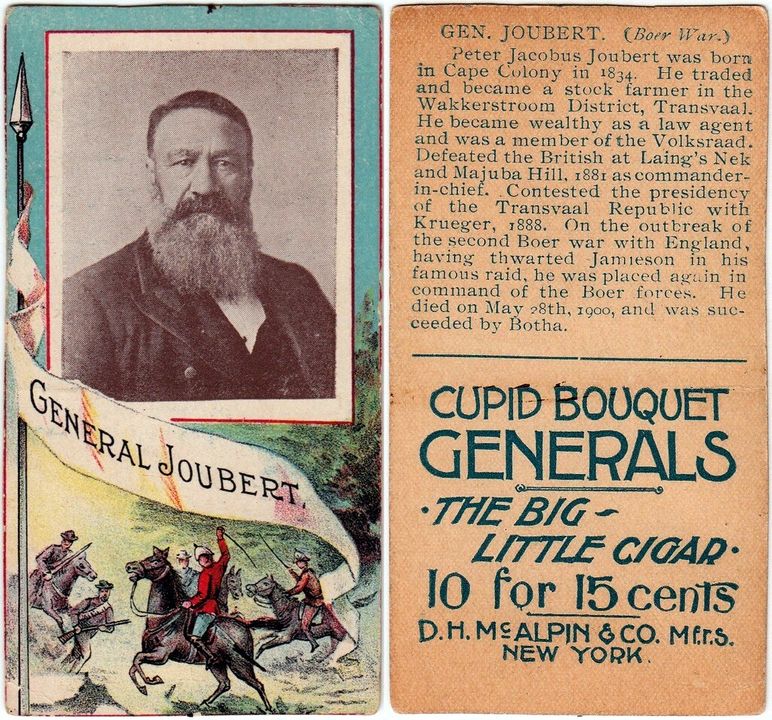 GENERAL JOUBERT.
GEN. JOUBERT. (Boer War.)
Peter Jacobus Joubert was born
in Cape Colony in 1834. He traded
and became a stock farmer in the
Wakkerstroom District, Transvaal.
He became wealthy as a law agent
and was a member of the Volksraad.
Defeated the British at Laing's Nek
and Majuba Hill, 1881 as commander-
in-chief. Contested the presidency
of the Transvaal Republic with
Krueger, 1888. On the outbreak of
the second Boer war with England,
having thwarted Jamieson in his
famous raid, he was placed again in
command of the Boer forces. He
died on May 28th, 1900, and was suc-
ceeded by Botha.
CUPID BOUQUET
GENERALS
·THE BIG-
LITTLE CIGAR·
10 for 15 cents
D.H. McALPIN & CO. Mfrs.
NEW YORK.